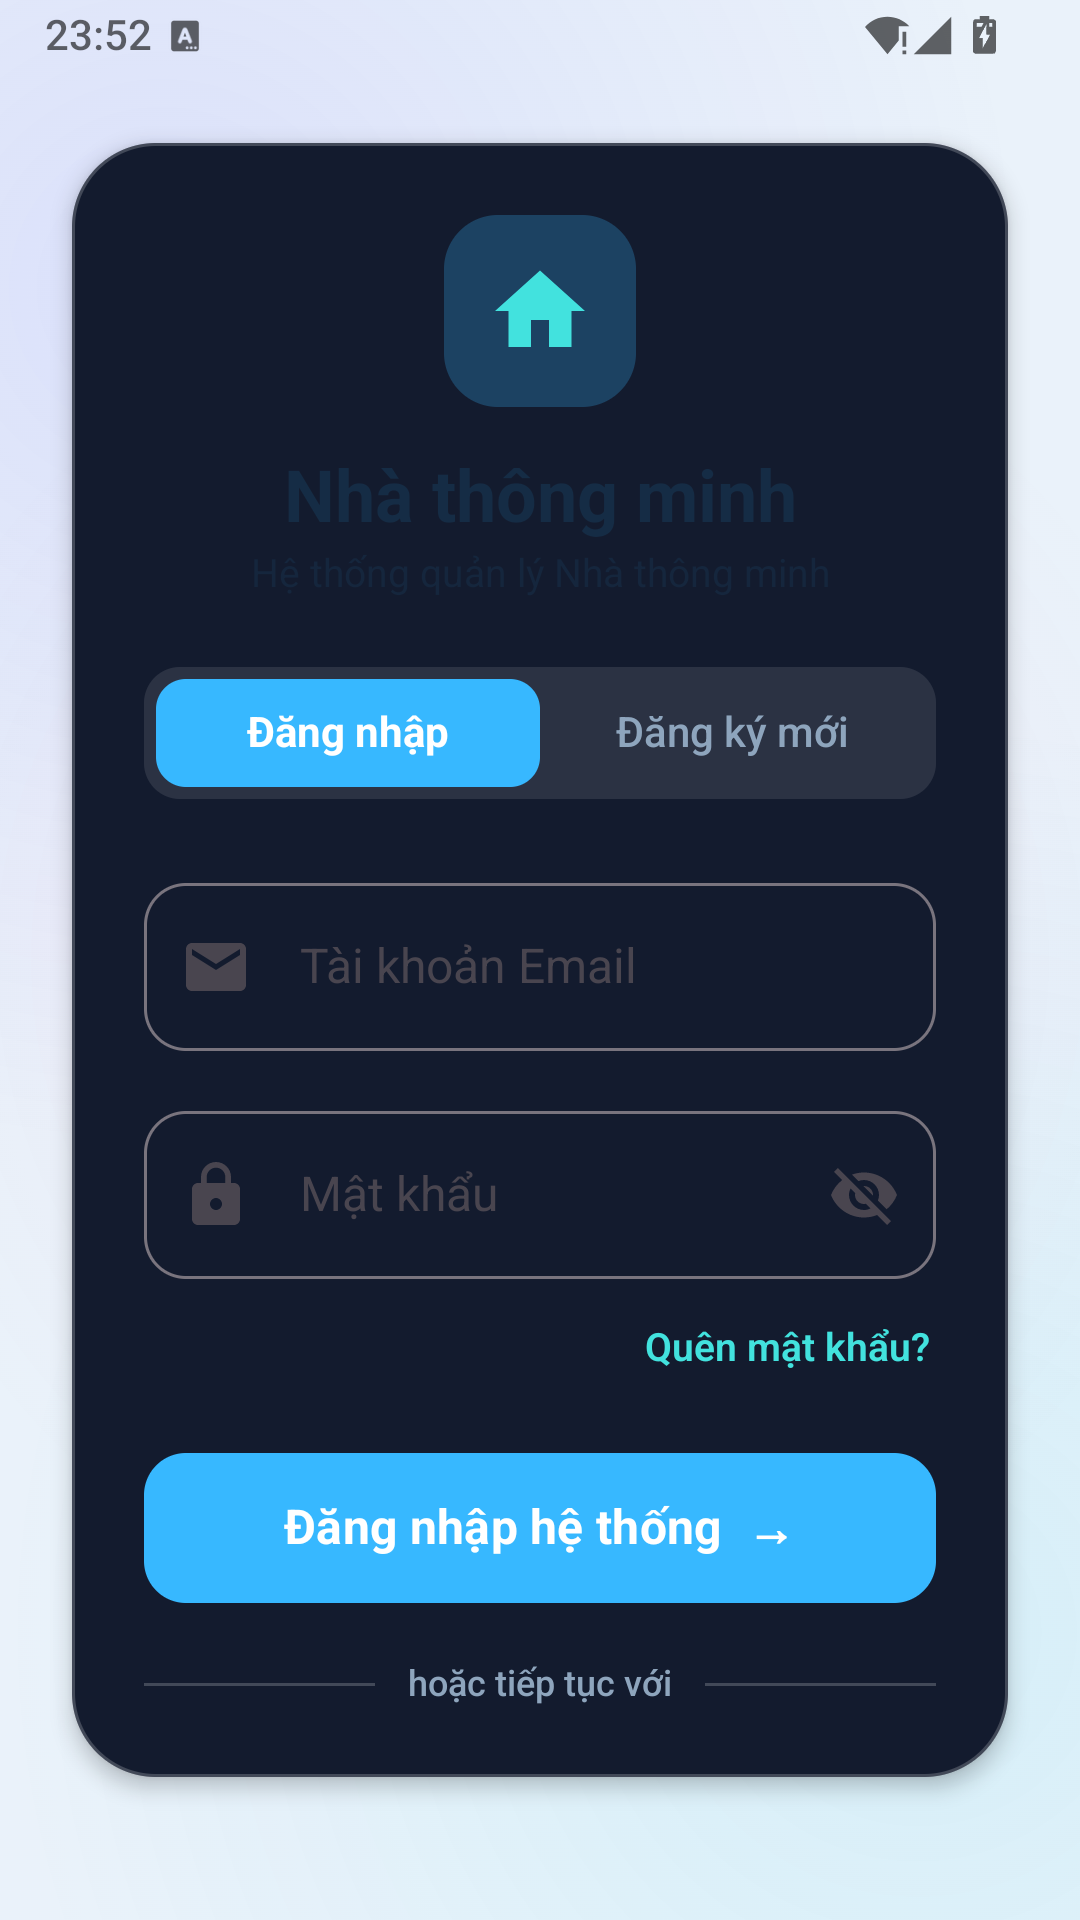 23:52
Nhà thông minh
Hệ thống quản lý Nhà thông minh
Đăng nhập
Đăng ký mới
Tài khoản Email
Mật khẩu
Quên mật khẩu?
Đăng nhập hệ thống →
hoặc tiếp tục với